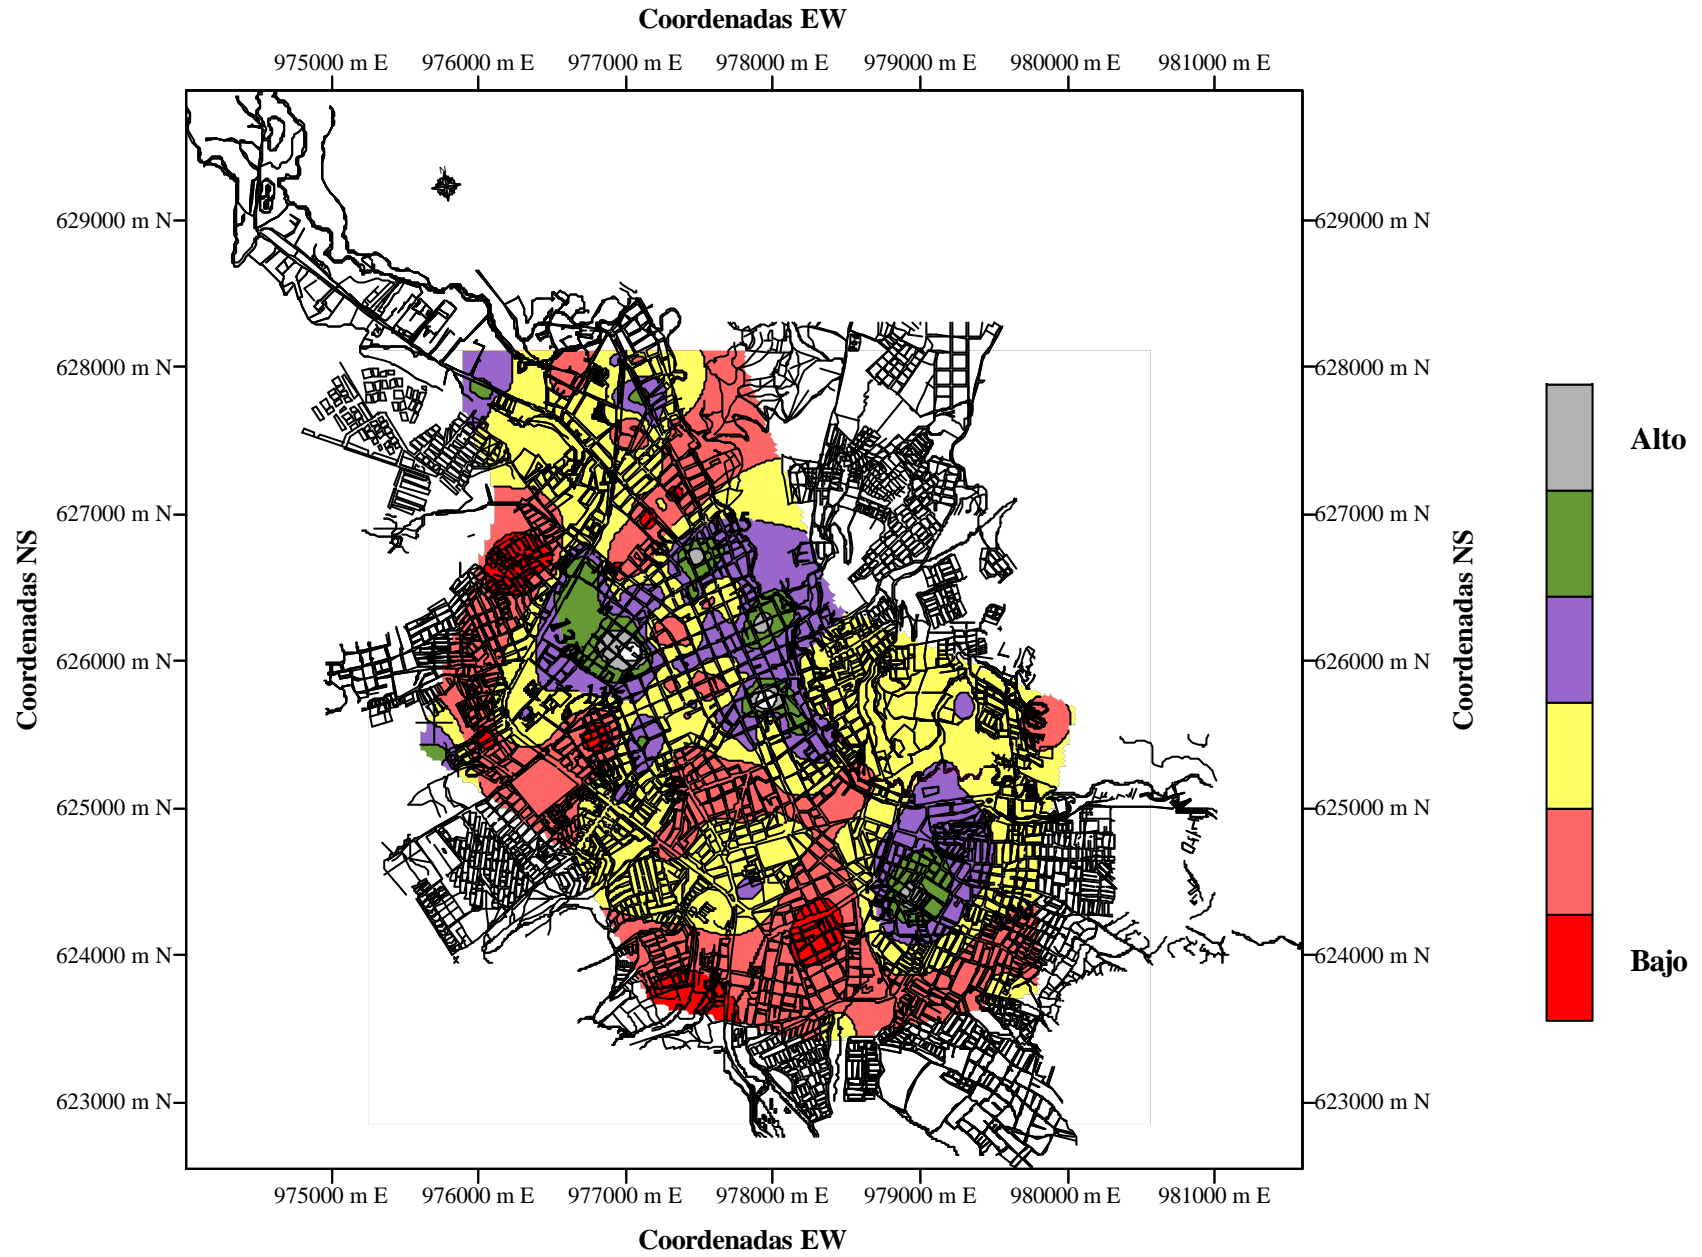 Coordenadas EW
975000 m E 976000 m E 977000 m E 978000 m E 979000 m E 980000 m E 981000 m E
629000 m N 629000 m N
628000 m N 628000 m N
Alto
627000 m N 627000 m N
Coordenadas NS Coordenadas NS
626000 m N 626000 m N
625000 m N 625000 m N
624000 m N 624000 m N
Bajo
623000 m N 623000 m N
975000 m E 976000 m E 977000 m E 978000 m E 979000 m E 980000 m E 981000 m E
Coordenadas EW